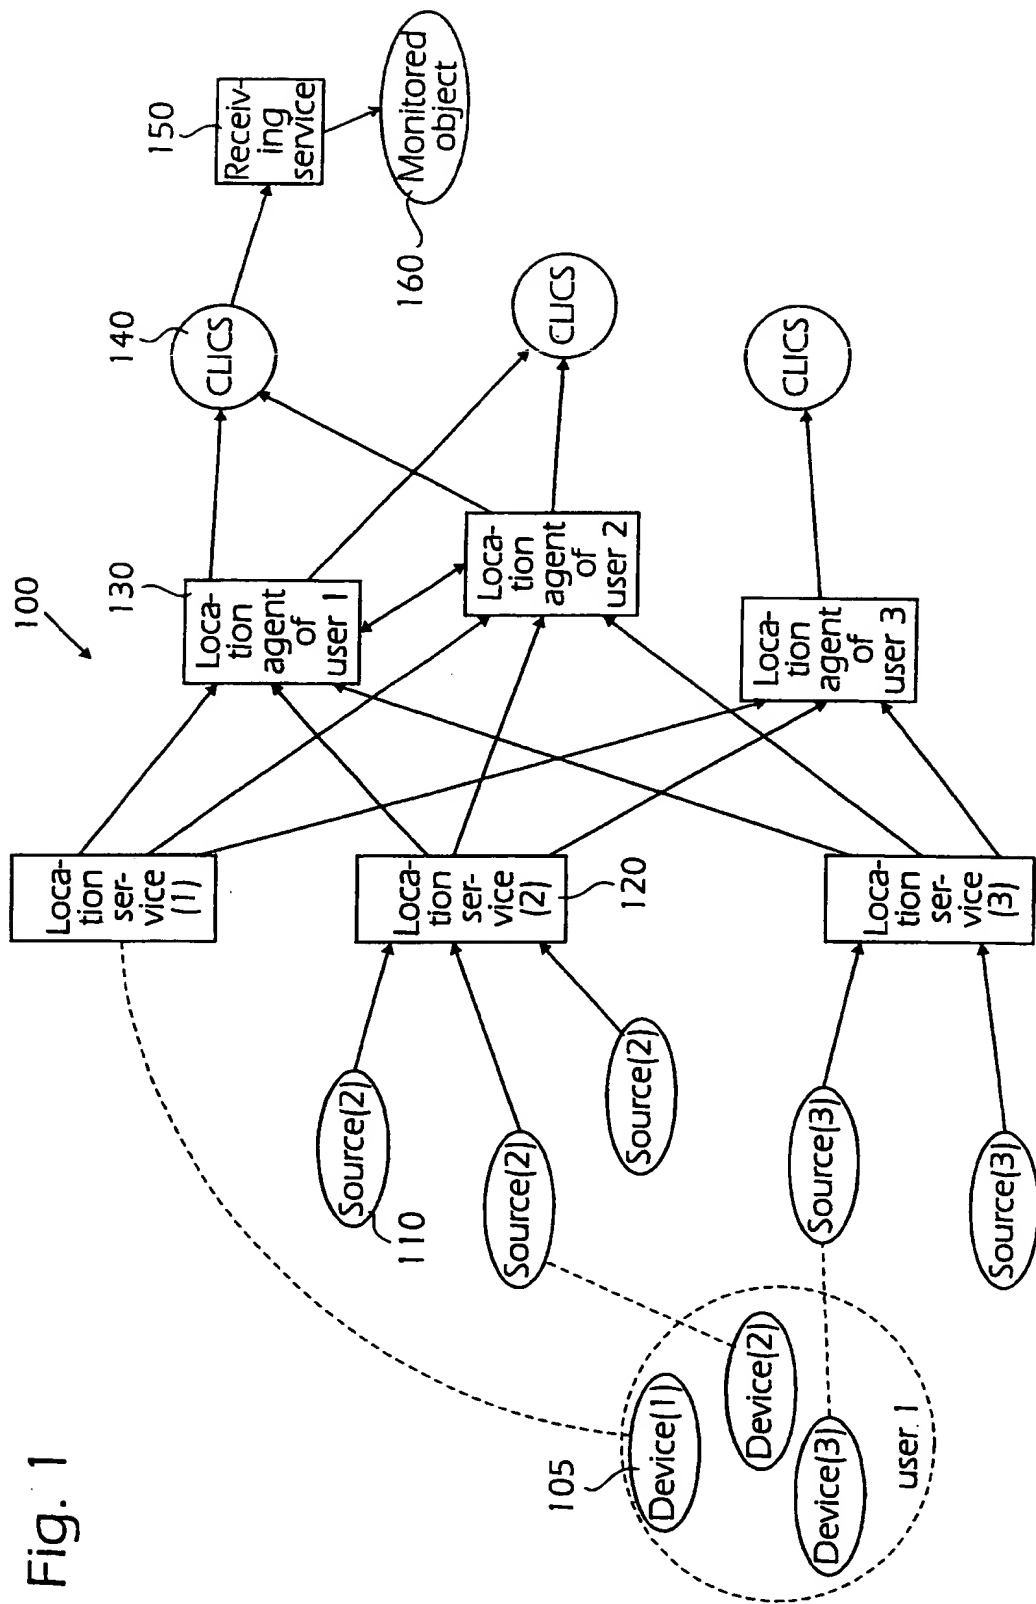 Fig. 1
100
105
Device(1)
Device(2)
Device(3)
user 1
Source(2)
110
Source(2)
Source(2)
Source(3)
Source(3)
Loca-
tion
ser-
vice
(1)
Loca-
tion
ser-
vice
(2)
120
Loca-
tion
ser-
vice
(3)
130
Loca-
tion
agent
of
user 1
Loca-
tion
agent
of
user 2
Loca-
tion
agent
of
user 3
140
CLICS
CLICS
CLICS
150
Receiv-
ing
service
160
Monitored
object